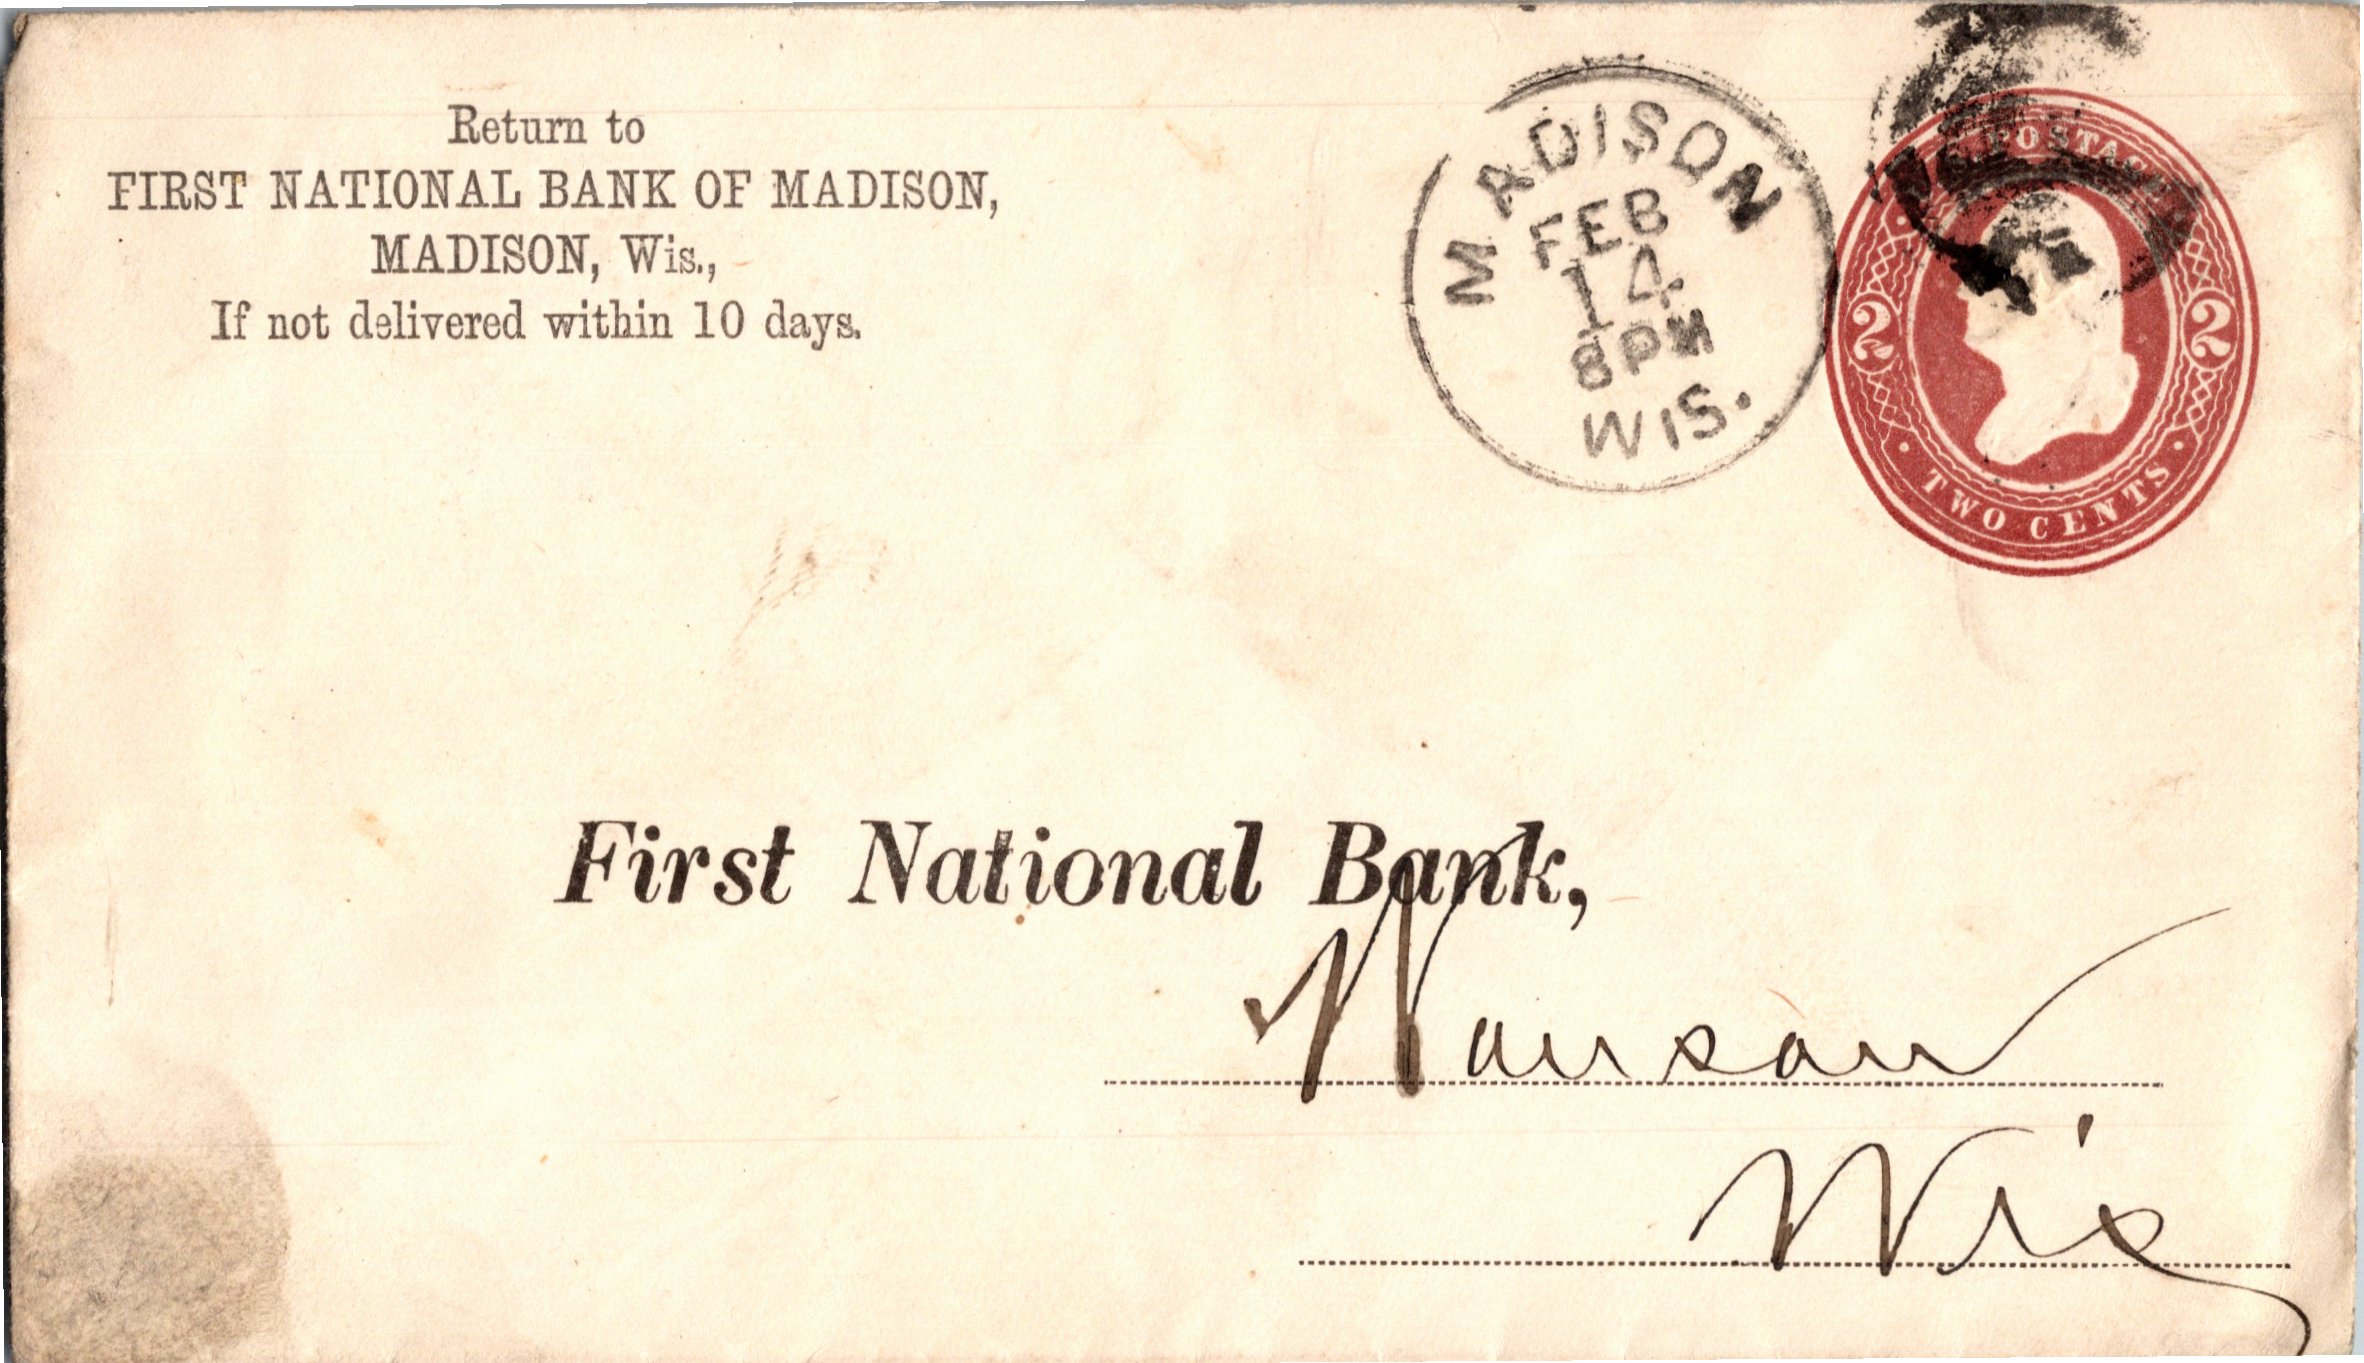 Return to
FIRST NATIONAL BANK OF MADISON,
MADISON, Wis.,
If not delivered within 10 days.
MADISON
FEB
14
8PM
WIS.
U.S. POSTAGE
2 2
TWO CENTS
First National Bank,
Wausau
Wis